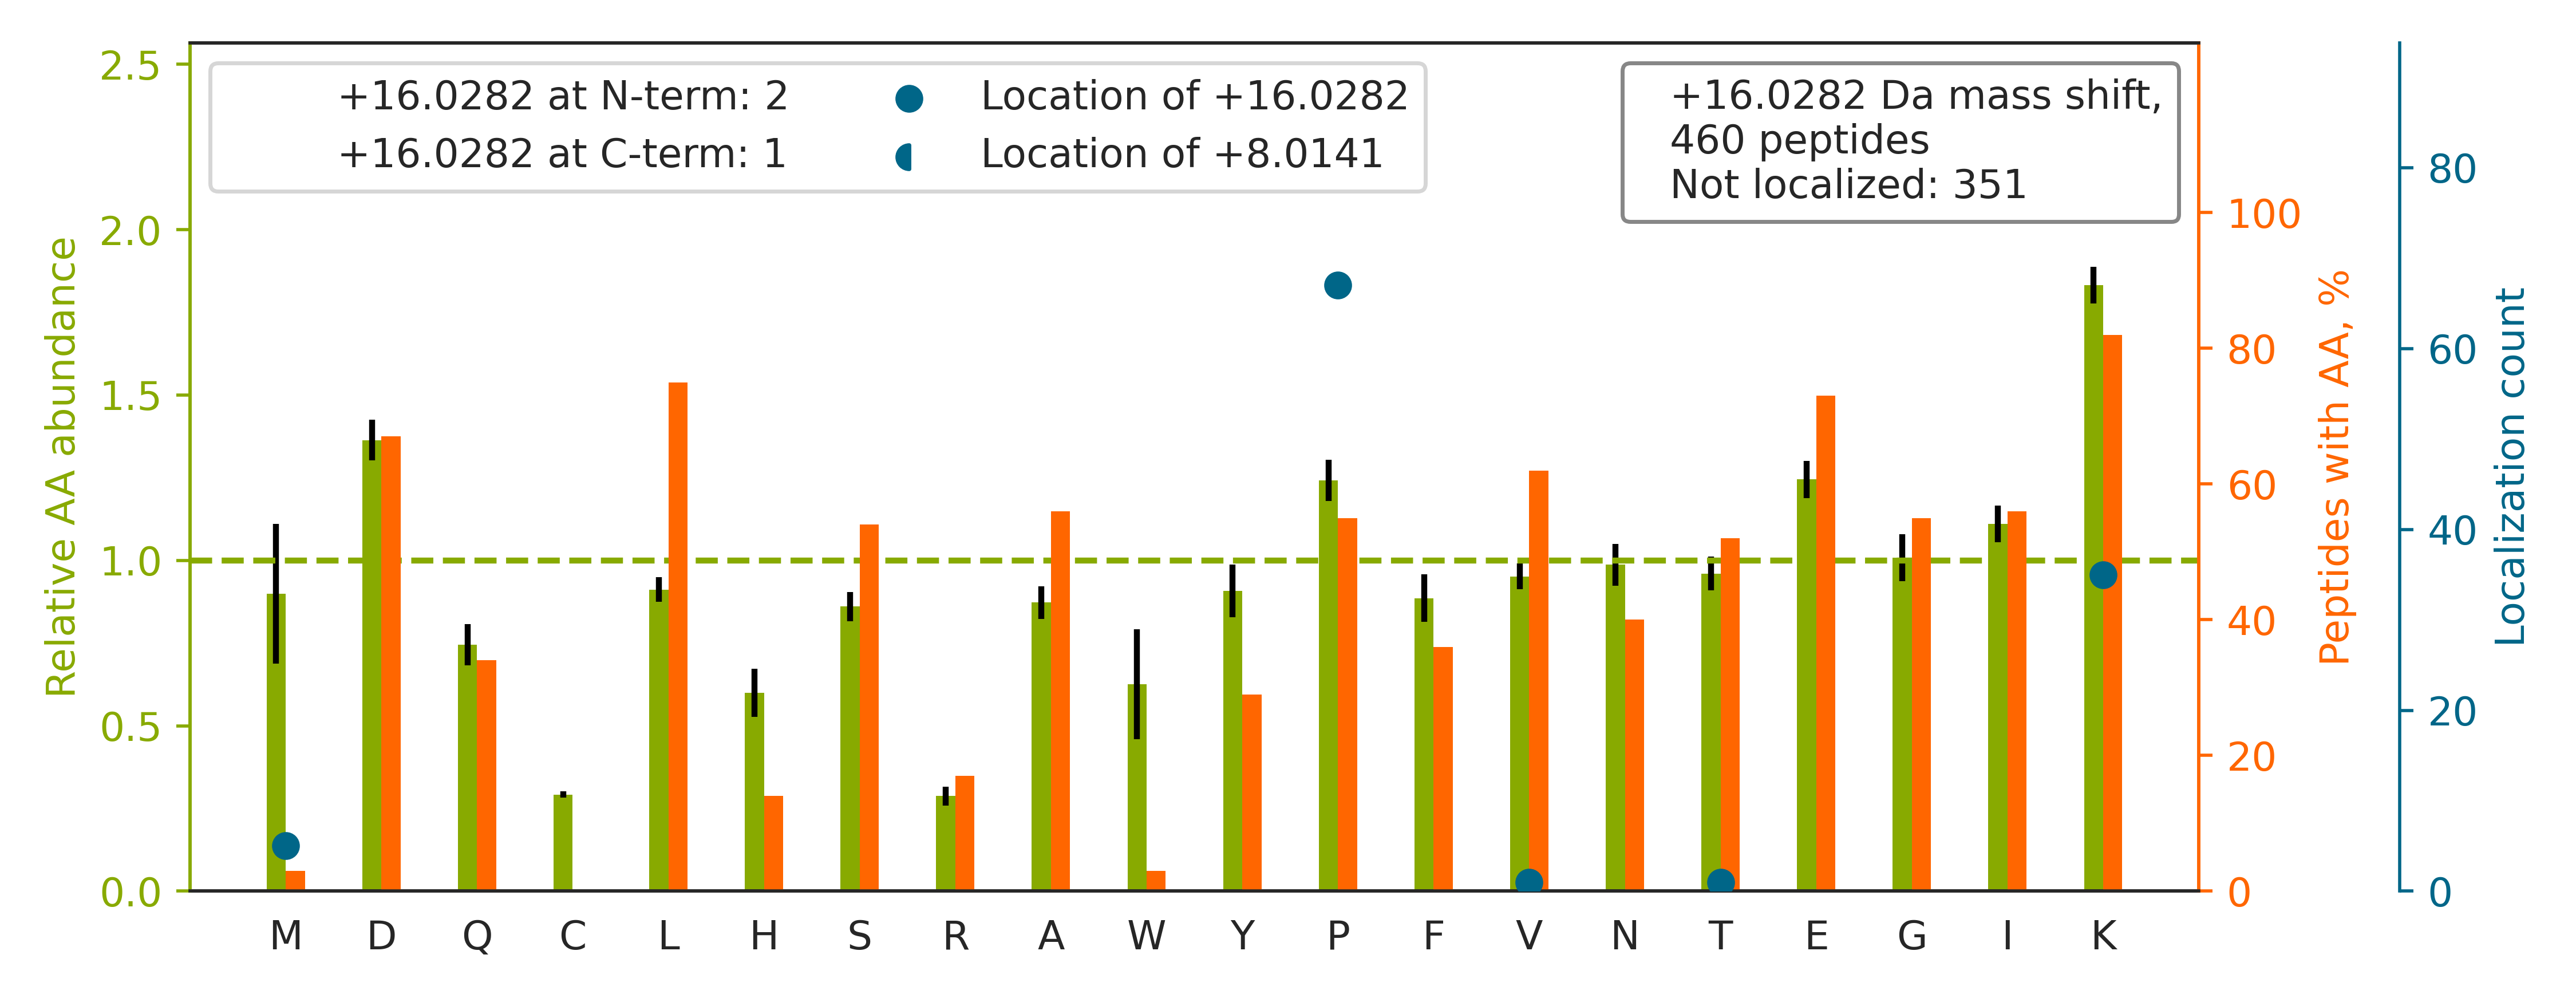 +16.0282 at N-term: 2
+16.0282 at C-term: 1
Location of +16.0282
Location of +8.0141
+16.0282 Da mass shift,
460 peptides
Not localized: 351
Relative AA abundance
2.5
2.0
1.5
1.0
0.5
0.0
M D Q C L H S R A W Y P F V N T E G I K
100
80
60
40
20
0
Peptides with AA, %
80
60
40
20
0
Localization count